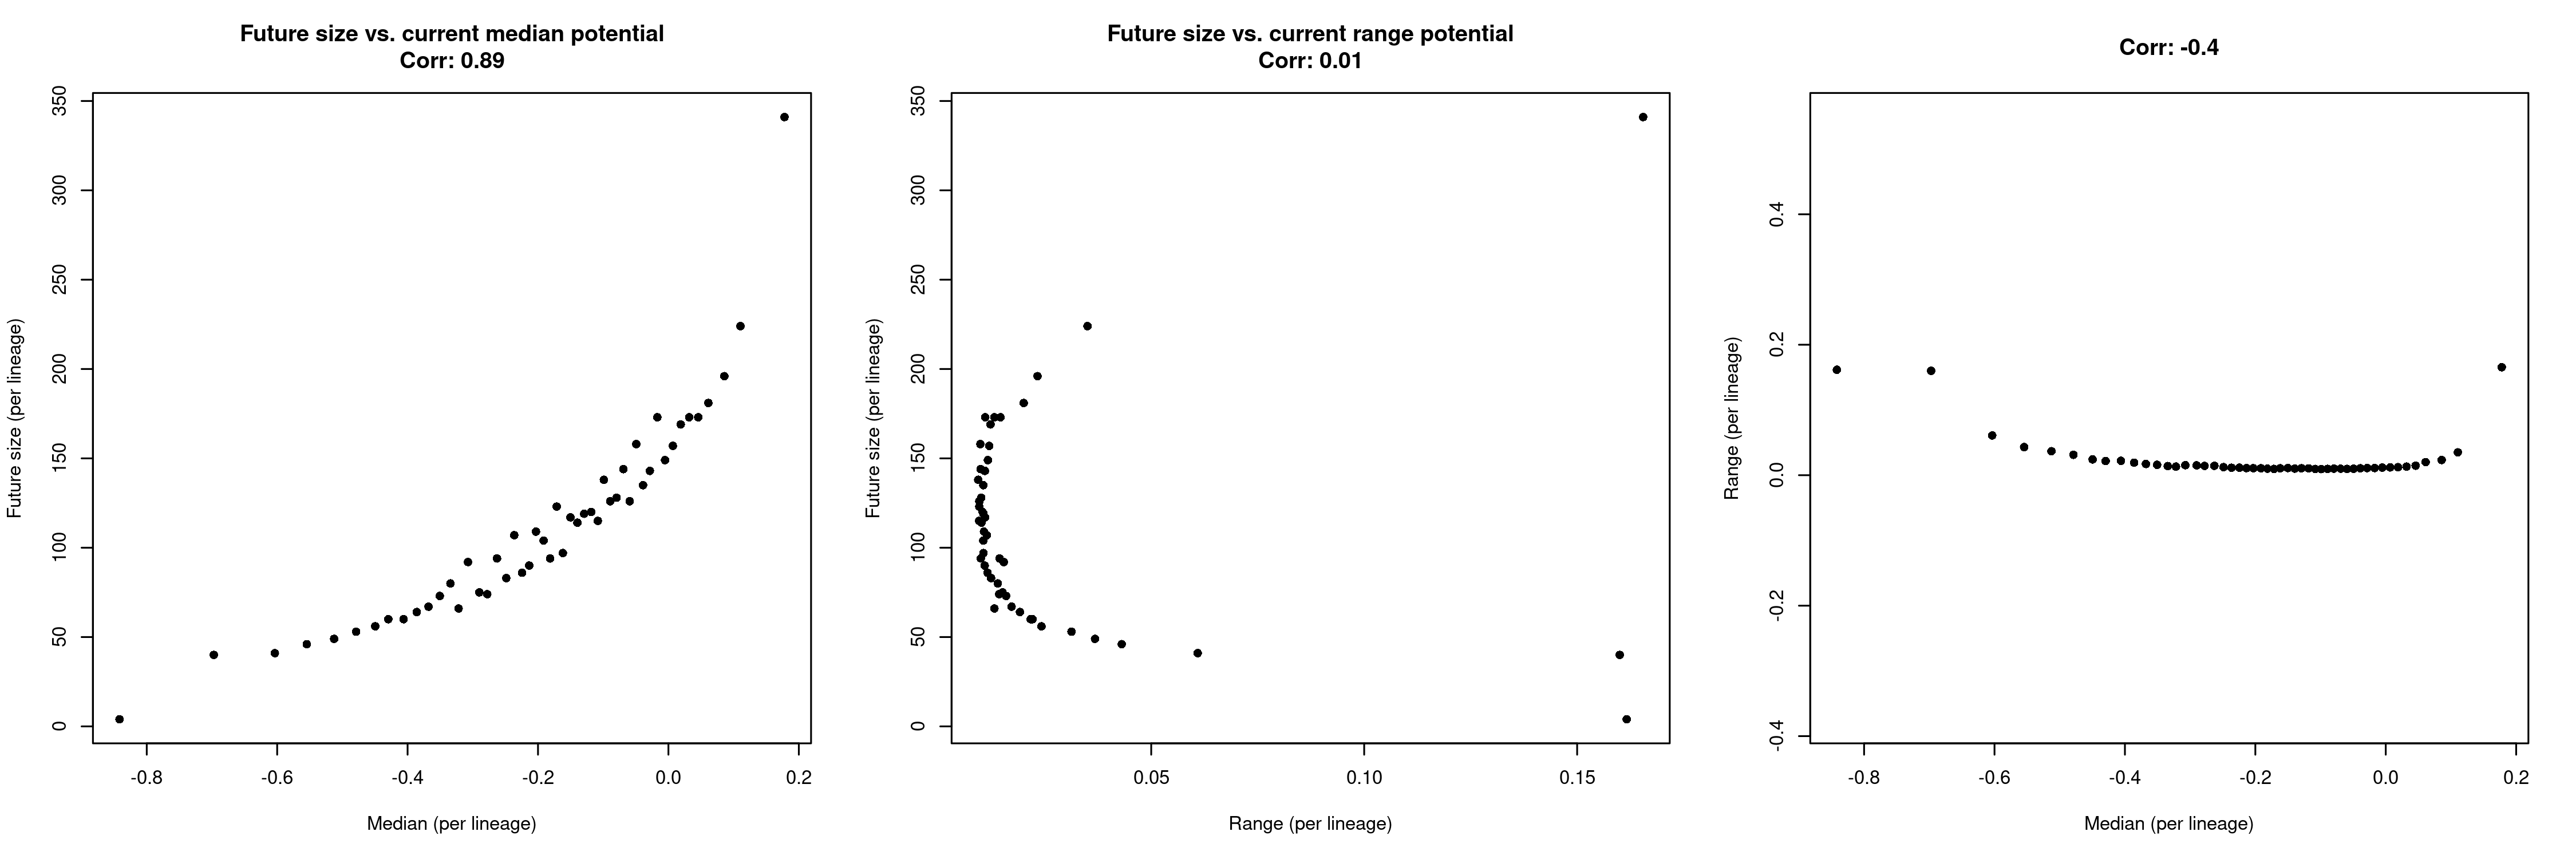 Future size vs. current median potential
Corr: 0.89
Future size (per lineage)
350
300
250
200
150
100
50
0
-0.8 -0.6 -0.4 -0.2 0.0 0.2
Median (per lineage)
Future size vs. current range potential
Corr: 0.01
Future size (per lineage)
350
300
250
200
150
100
50
0
0.05 0.10 0.15
Range (per lineage)
Corr: -0.4
Range (per lineage)
0.4
0.2
0.0
-0.2
-0.4
-0.8 -0.6 -0.4 -0.2 0.0 0.2
Median (per lineage)